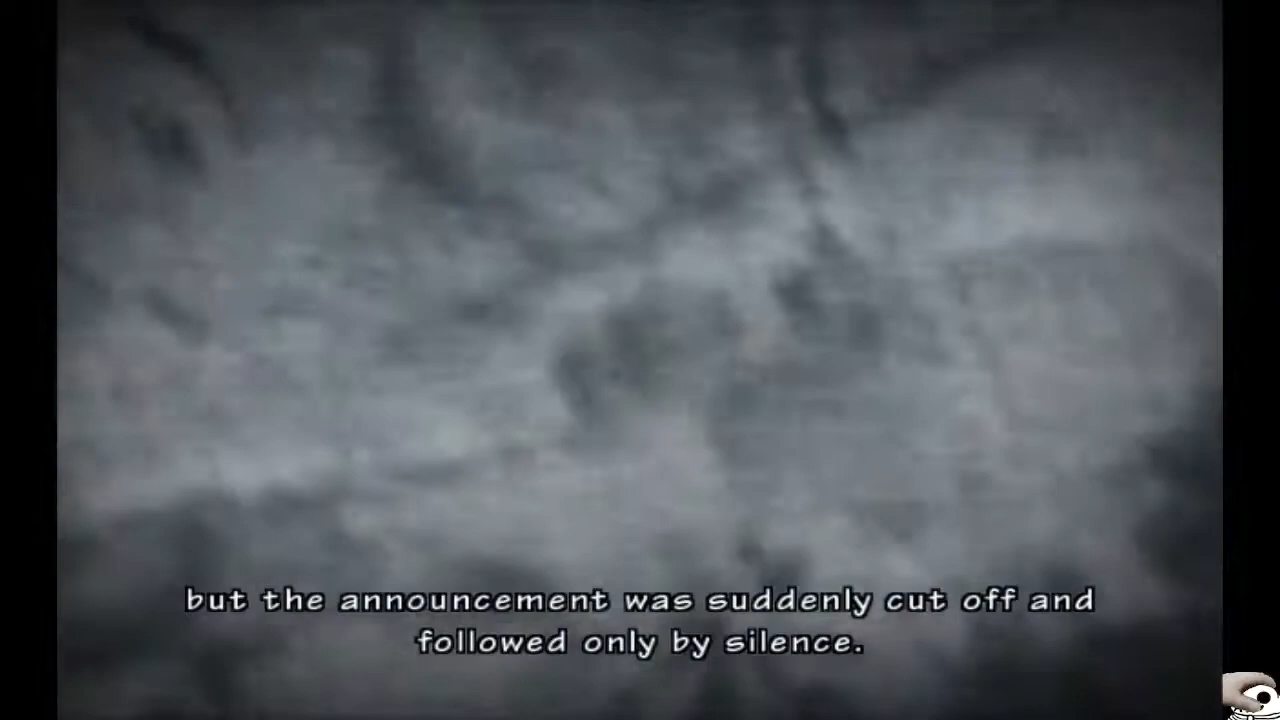 but the announcement was suddenly cut off and
followed only by silence.